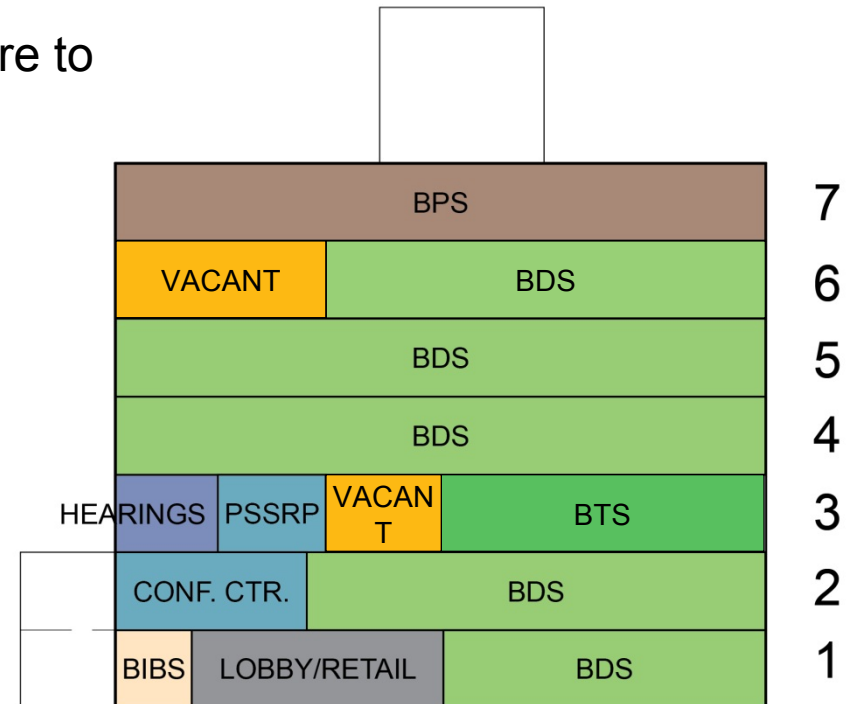 re to
BPS 7
VACANT BDS 6
BDS 5
BDS 4
HEARINGS PSSRP VACAN
T BTS 3
CONF. CTR. BDS 2
BIBS LOBBY/RETAIL BDS 1